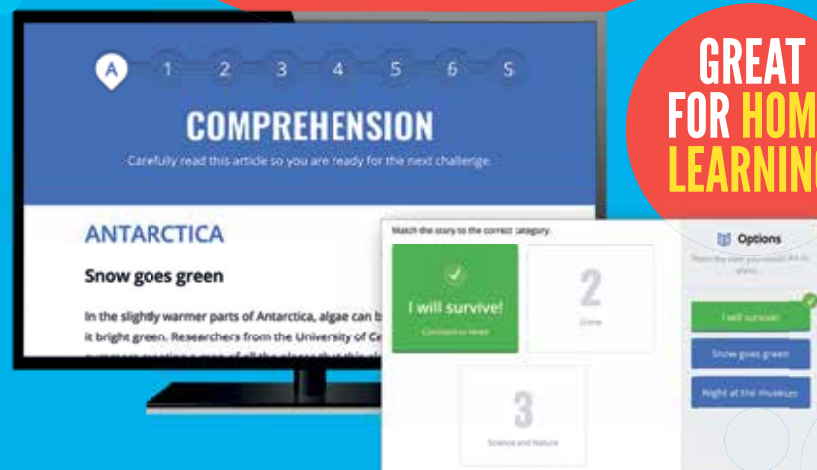 A 1 2 3 4 5 6 S
COMPREHENSION
Carefully read this article so you are ready for the next challenge.
ANTARCTICA
Snow goes green
In the slightly warmer parts of Antarctica, algae can
it bright green. Researchers from the University of
GREAT
FOR HOM
LEARNING
Match the story to the correct category.
I will survive!
2
Crime
3
Science and Nature
Options
I will survive!
Snow goes green
Night at the museum